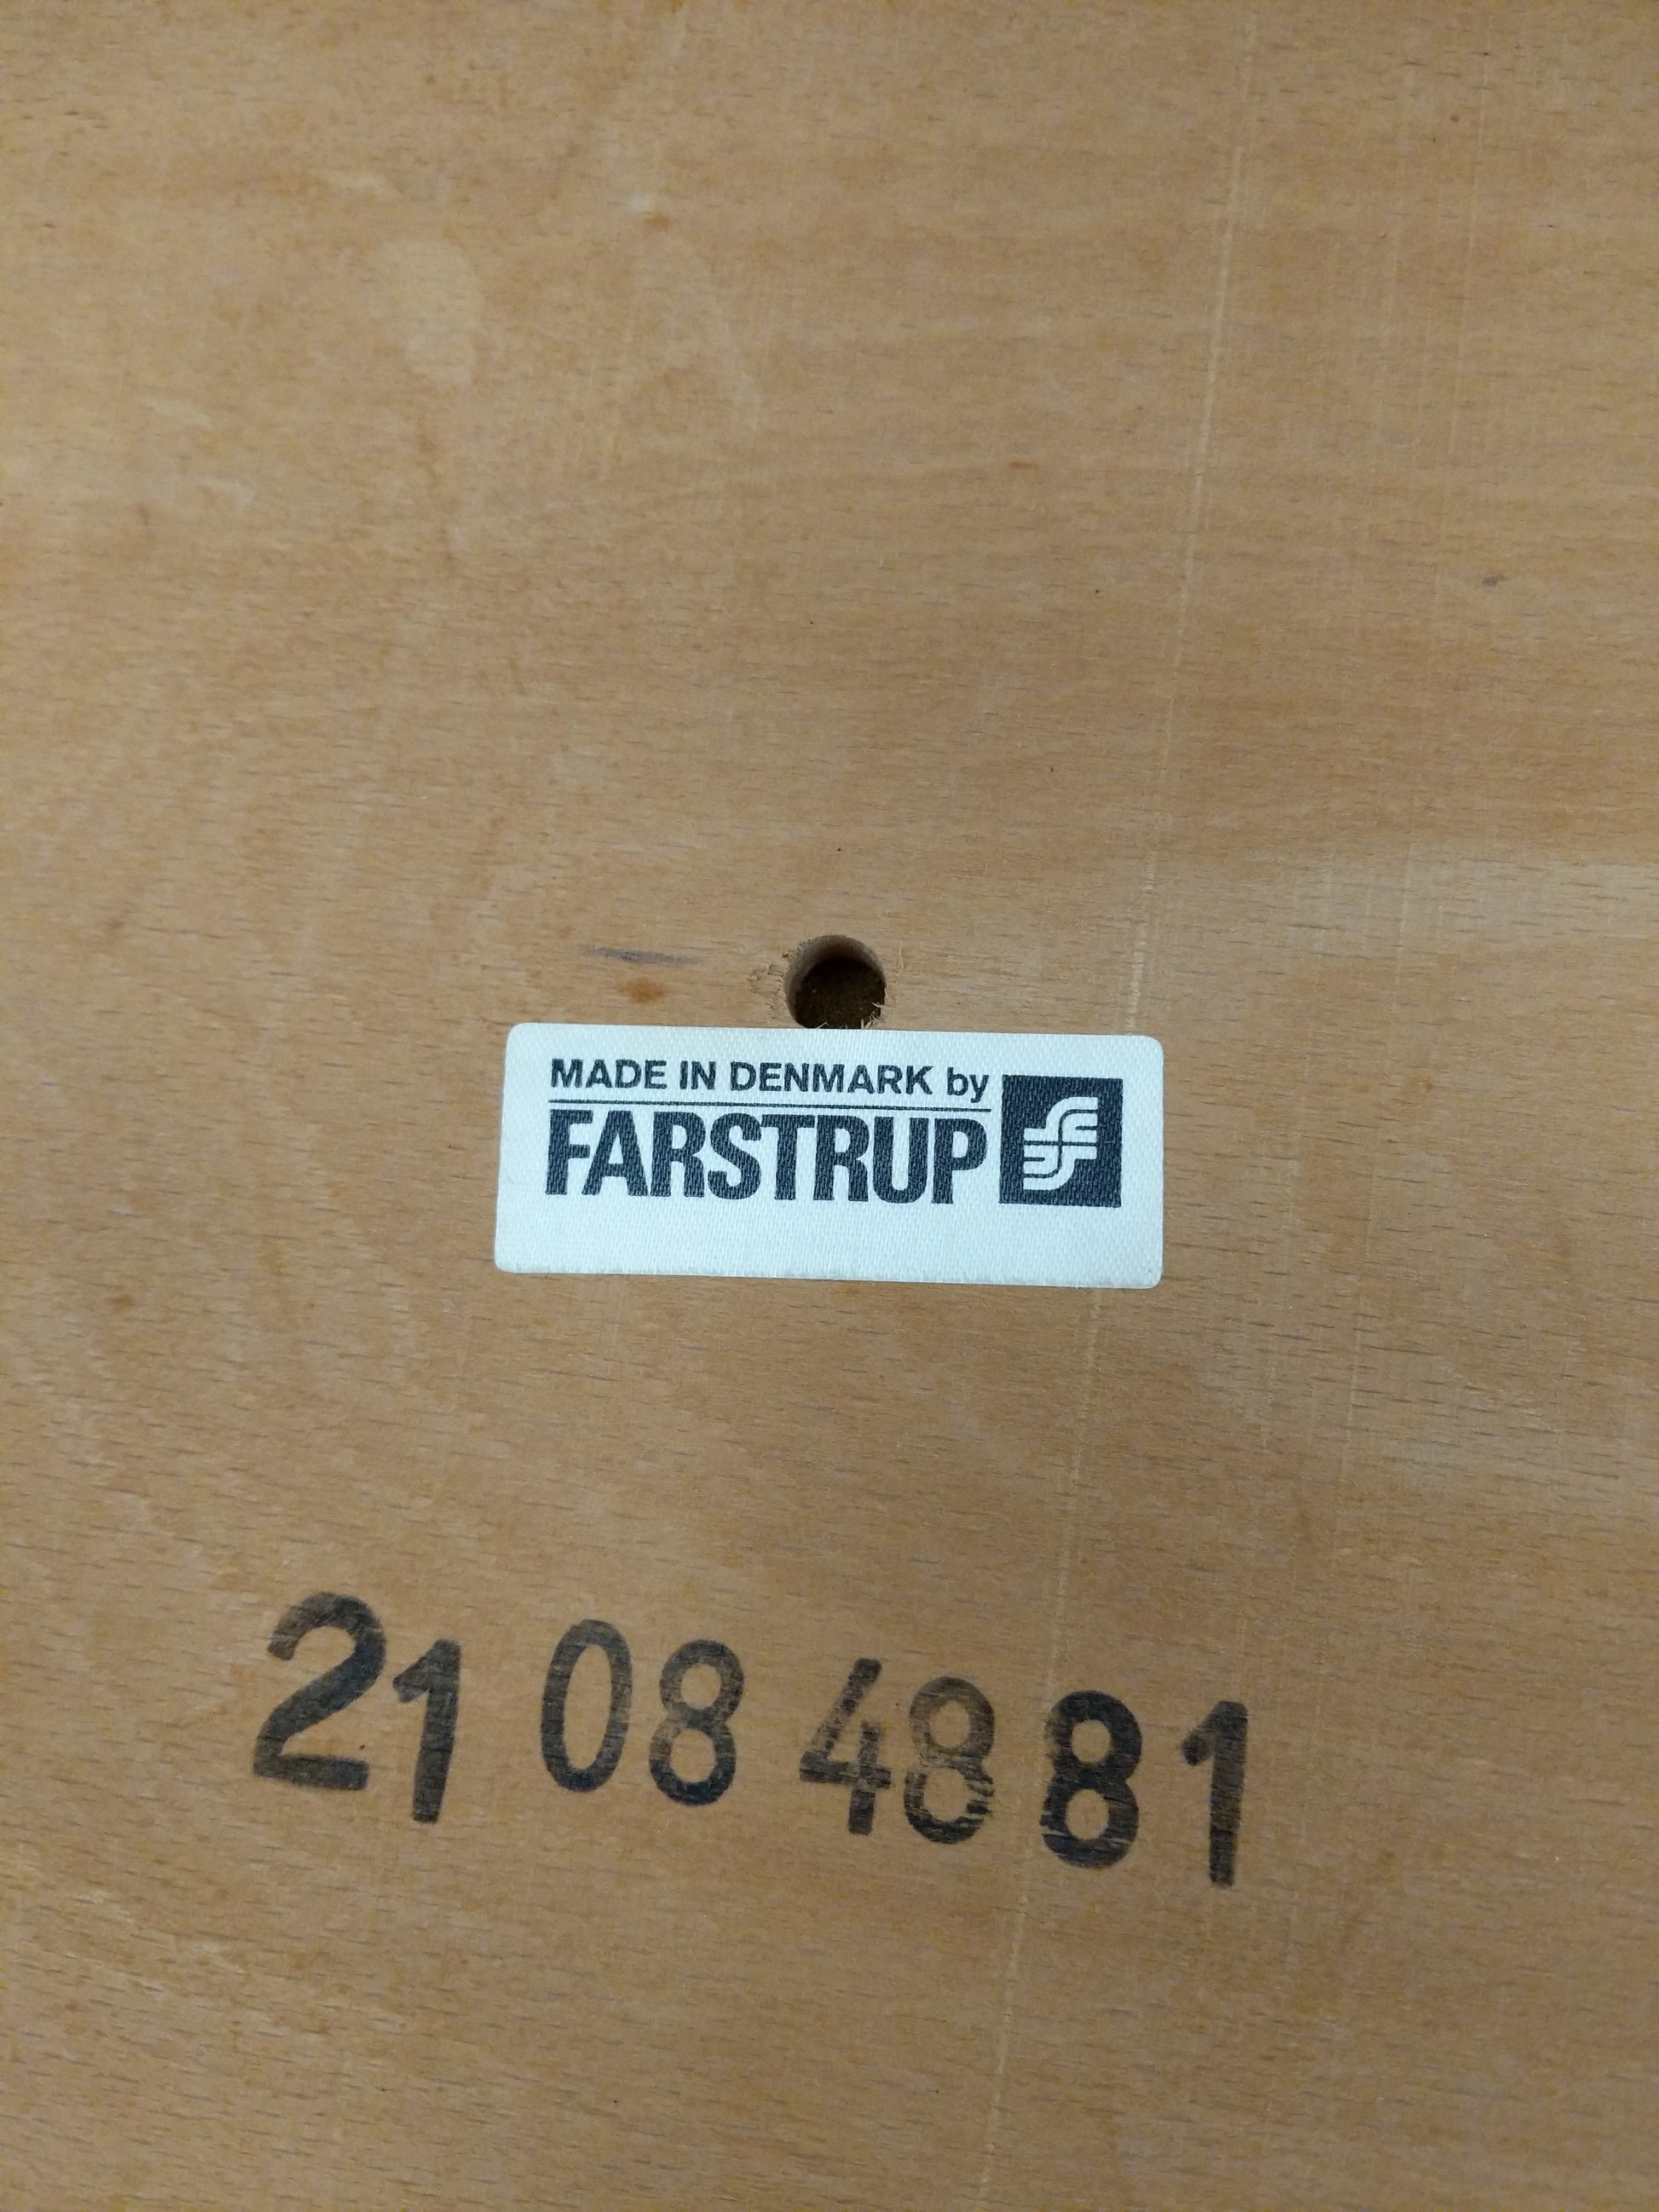 MADE IN DENMARK by
FARSTRUP
21 08 48 81